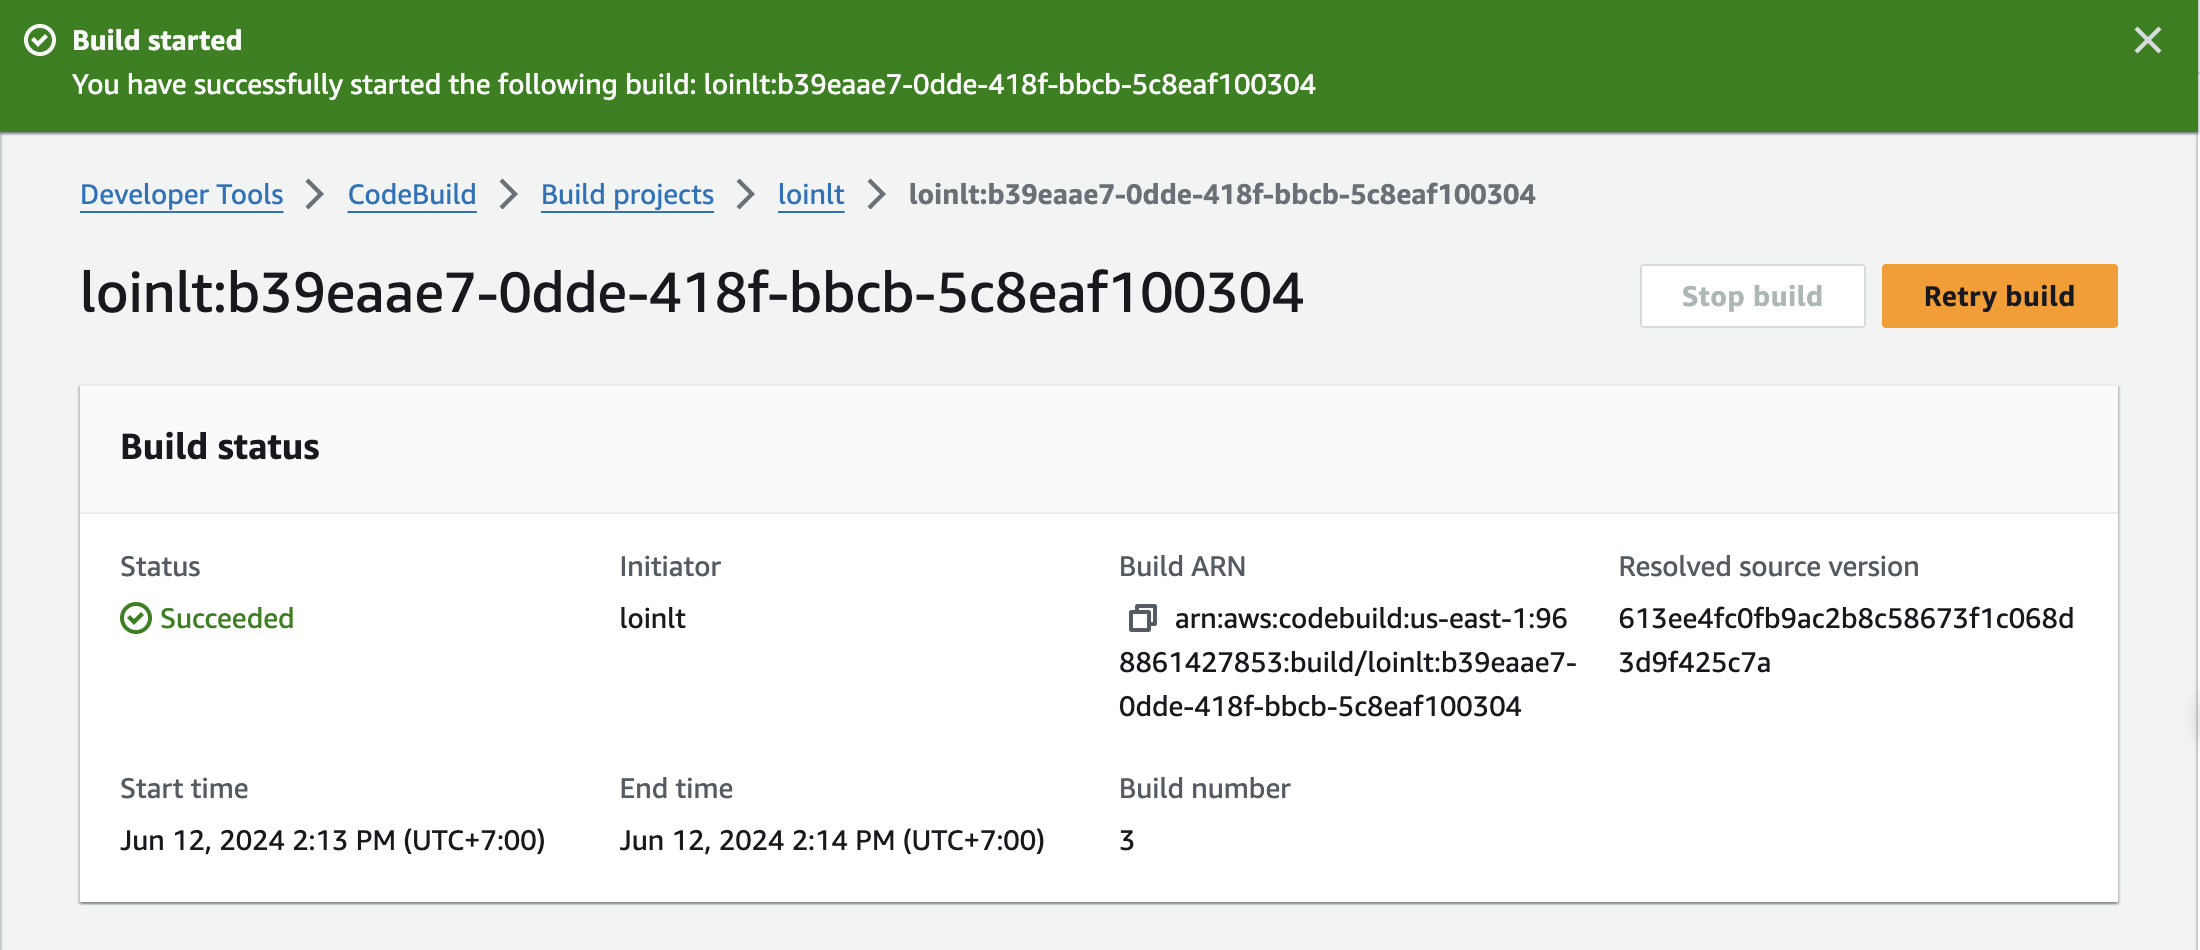 Build started
You have successfully started the following build: loinlt:b39eaae7-0dde-418f-bbcb-5c8eaf100304
Developer Tools > CodeBuild > Build projects > loinlt > loinlt:b39eaae7-0dde-418f-bbcb-5c8eaf100304
loinlt:b39eaae7-0dde-418f-bbcb-5c8eaf100304
Stop build
Retry build
Build status
Status
Succeeded
Initiator
loinlt
Build ARN
arn:aws:codebuild:us-east-1:96
8861427853:build/loinlt:b39eaae7-
0dde-418f-bbcb-5c8eaf100304
Resolved source version
613ee4fc0fb9ac2b8c58673f1c068d
3d9f425c7a
Start time
Jun 12, 2024 2:13 PM (UTC+7:00)
End time
Jun 12, 2024 2:14 PM (UTC+7:00)
Build number
3